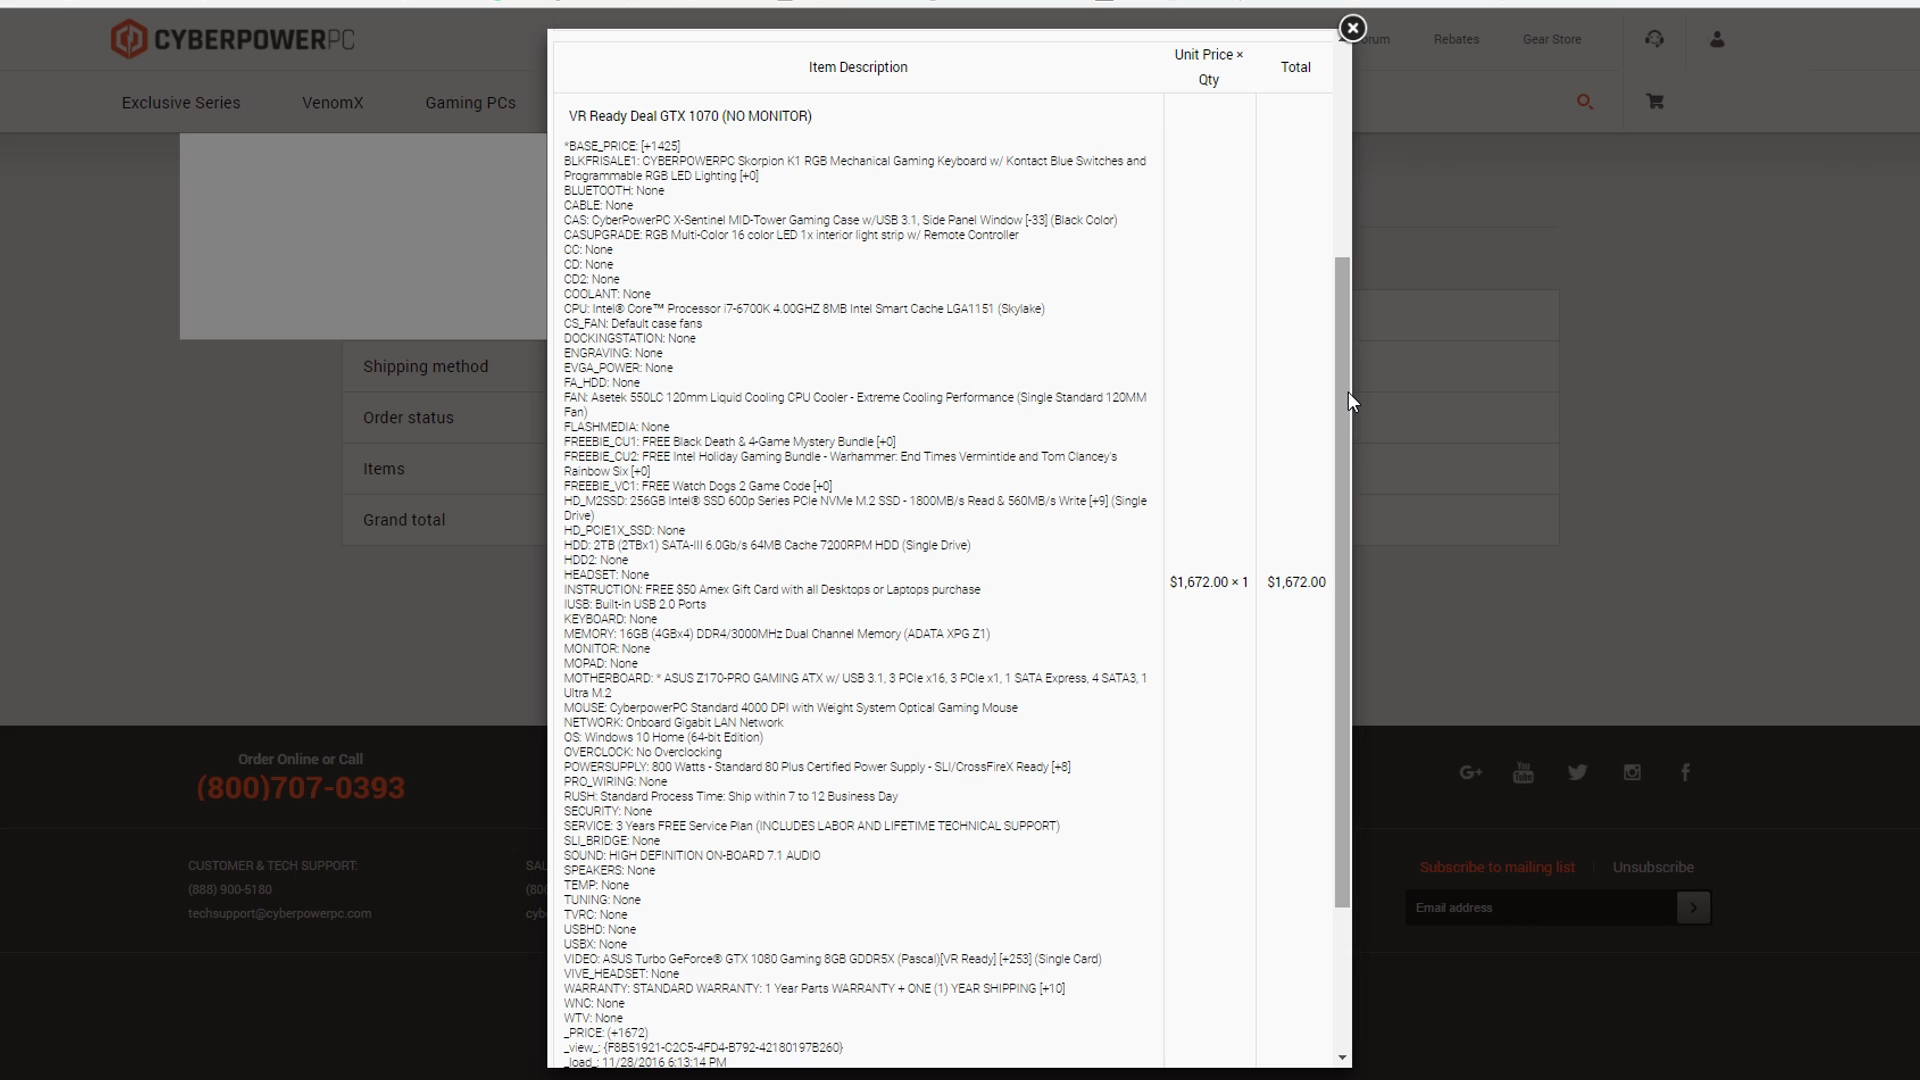 CYBERPOWERPC
Rebates
Gear Store
Exclusive Series
VenomX
Gaming PCs
Item Description
Unit Price ×
Qty
Total
VR Ready Deal GTX 1070 (NO MONITOR)
*BASE_PRICE: [+1425]
BLKFRISALE1: CYBERPOWERPC Skorpion K1 RGB Mechanical Gaming Keyboard w/ Kontact Blue Switches and
Programmable RGB LED Lighting [+0]
BLUETOOTH: None
CABLE: None
CAS: CyberPowerPC X-Sentinel MID-Tower Gaming Case w/USB 3.1, Side Panel Window [-33] (Black Color)
CASUPGRADE: RGB Multi-Color 16 color LED 1x interior light strip w/ Remote Controller
CC: None
CD: None
CD2: None
COOLANT: None
CPU: Intel® Core™ Processor i7-6700K 4.00GHZ 8MB Intel Smart Cache LGA1151 (Skylake)
CS_FAN: Default case fans
DOCKINGSTATION: None
ENGRAVING: None
EVGA_POWER: None
FA_HDD: None
FAN: Asetek 550LC 120mm Liquid Cooling CPU Cooler - Extreme Cooling Performance (Single Standard 120MM
Fan)
FLASHMEDIA: None
FREEBIE_CU1: FREE Black Death & 4-Game Mystery Bundle [+0]
FREEBIE_CU2: FREE Intel Holiday Gaming Bundle - Warhammer: End Times Vermintide and Tom Clancey's
Rainbow Six [+0]
FREEBIE_VC1: FREE Watch Dogs 2 Game Code [+0]
HD_M2SSD: 256GB Intel® SSD 600p Series PCIe NVMe M.2 SSD - 1800MB/s Read & 560MB/s Write [+9] (Single
Drive)
HD_PCIE1X_SSD: None
HDD: 2TB (2TBx1) SATA-III 6.0Gb/s 64MB Cache 7200RPM HDD (Single Drive)
HDD2: None
HEADSET: None
INSTRUCTION: FREE $50 Amex Gift Card with all Desktops or Laptops purchase
IUSB: Built-in USB 2.0 Ports
KEYBOARD: None
MEMORY: 16GB (4GBx4) DDR4/3000MHz Dual Channel Memory (ADATA XPG Z1)
MONITOR: None
MOPAD: None
MOTHERBOARD: * ASUS Z170-PRO GAMING ATX w/ USB 3.1, 3 PCIe x16, 3 PCIe x1, 1 SATA Express, 4 SATA3, 1
Ultra M.2
MOUSE: CyberpowerPC Standard 4000 DPI with Weight System Optical Gaming Mouse
NETWORK: Onboard Gigabit LAN Network
OS: Windows 10 Home (64-bit Edition)
OVERCLOCK: No Overclocking
POWERSUPPLY: 800 Watts - Standard 80 Plus Certified Power Supply - SLI/CrossFireX Ready [+8]
PRO_WIRING: None
RUSH: Standard Process Time: Ship within 7 to 12 Business Day
SECURITY: None
SERVICE: 3 Years FREE Service Plan (INCLUDES LABOR AND LIFETIME TECHNICAL SUPPORT)
SLI_BRIDGE: None
SOUND: HIGH DEFINITION ON-BOARD 7.1 AUDIO
SPEAKERS: None
TEMP: None
TUNING: None
TVRC: None
USBHD: None
USBX: None
VIDEO: ASUS Turbo GeForce® GTX 1080 Gaming 8GB GDDR5X (Pascal)[VR Ready] [+253] (Single Card)
VIVE_HEADSET: None
WARRANTY: STANDARD WARRANTY: 1 Year Parts WARRANTY + ONE (1) YEAR SHIPPING [+10]
WNC: None
WTV: None
_PRICE: (+1672)
_view_: {F8B51921-C2C5-4FD4-B792-42180197B260}
_load_: 11/28/2016 6:13:14 PM
$1,672.00 × 1
$1,672.00
Shipping method
Order status
Items
Grand total
Order Online or Call
(800)707-0393
CUSTOMER & TECH SUPPORT:
(888) 900-5180
techsupport@cyberpowerpc.com
SAL
(800
cyb
G+
You Tube
Subscribe to mailing list
Unsubscribe
Email address